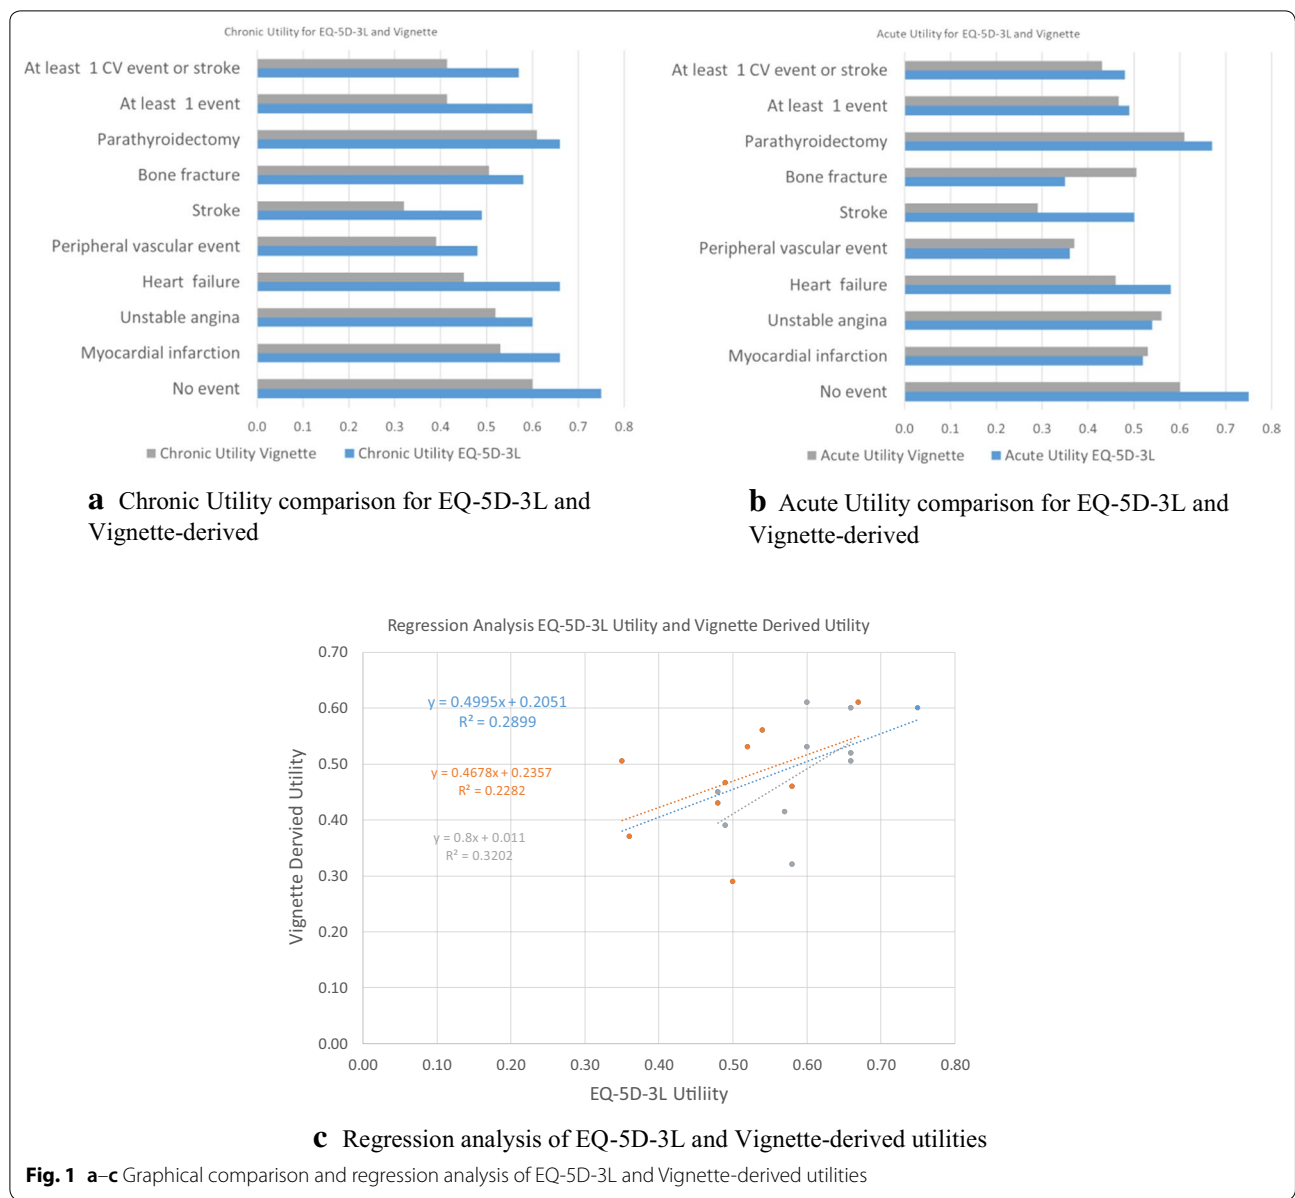 Chronic Utility for EQ-5D-3L and Vignette
At least 1 CV event or stroke
At least 1 event
Parathyroidectomy
Bone fracture
Stroke
Peripheral vascular event
Heart failure
Unstable angina
Myocardial infarction
No event
0.0 0.1 0.2 0.3 0.4 0.5 0.6 0.7 0.8
Chronic Utility Vignette Chronic Utility EQ-5D-3L
a Chronic Utility comparison for EQ-5D-3L and
Vignette-derived
Acute Utility for EQ-5D-3L and Vignette
At least 1 CV event or stroke
At least 1 event
Parathyroidectomy
Bone fracture
Stroke
Peripheral vascular event
Heart failure
Unstable angina
Myocardial infarction
No event
0.0 0.1 0.2 0.3 0.4 0.5 0.6 0.7 0.8
Acute Utility Vignette Acute Utility EQ-5D-3L
b Acute Utility comparison for EQ-5D-3L and
Vignette-derived
Regression Analysis EQ-5D-3L Utility and Vignette Derived Utility
Vignette Dervied Utility
0.70
0.60
0.50
0.40
0.30
0.20
0.10
0.00
y = 0.4995x + 0.2051
R² = 0.2899
y = 0.4678x + 0.2357
R² = 0.2282
y = 0.8x + 0.011
R² = 0.3202
0.00 0.10 0.20 0.30 0.40 0.50 0.60 0.70 0.80
EQ-5D-3L Utiliity
c Regression analysis of EQ-5D-3L and Vignette-derived utilities
Fig. 1 a–c Graphical comparison and regression analysis of EQ-5D-3L and Vignette-derived utilities